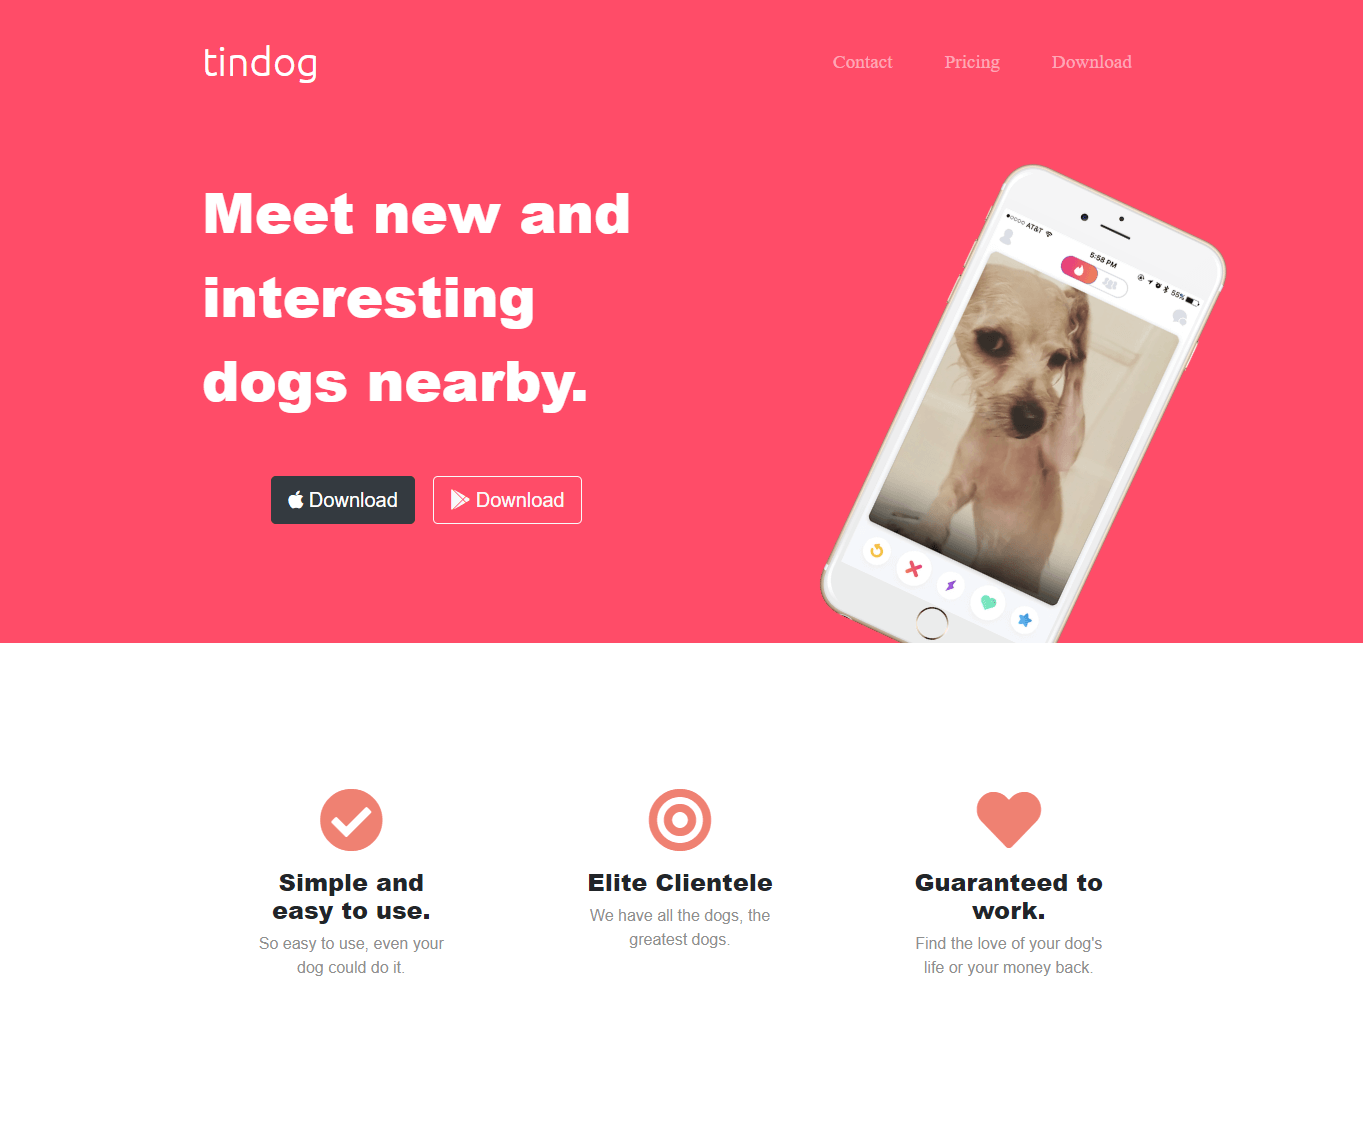 tindog
Contact
Pricing
Download
Meet new and
interesting
dogs nearby.
Download
Download
AT&T
5:58 PM
55%
Simple and
easy to use.
So easy to use, even your
dog could do it.
Elite Clientele
We have all the dogs, the
greatest dogs.
Guaranteed to
work.
Find the love of your dog's
life or your money back.